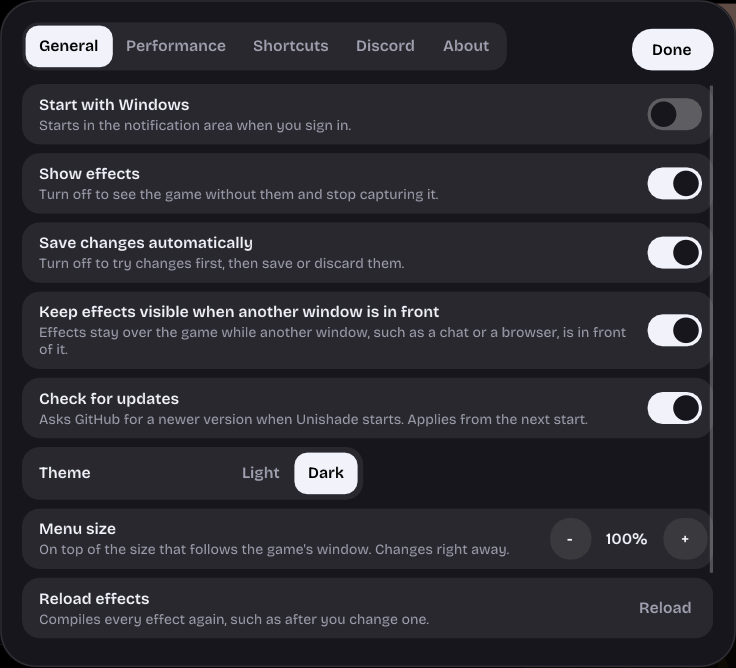 General Performance Shortcuts Discord About Done
Start with Windows
Starts in the notification area when you sign in.
Show effects
Turn off to see the game without them and stop capturing it.
Save changes automatically
Turn off to try changes first, then save or discard them.
Keep effects visible when another window is in front
Effects stay over the game while another window, such as a chat or a browser, is in front
of it.
Check for updates
Asks GitHub for a newer version when Unishade starts. Applies from the next start.
Theme Light Dark
Menu size
On top of the size that follows the game's window. Changes right away.
- 100% +
Reload effects
Compiles every effect again, such as after you change one.
Reload